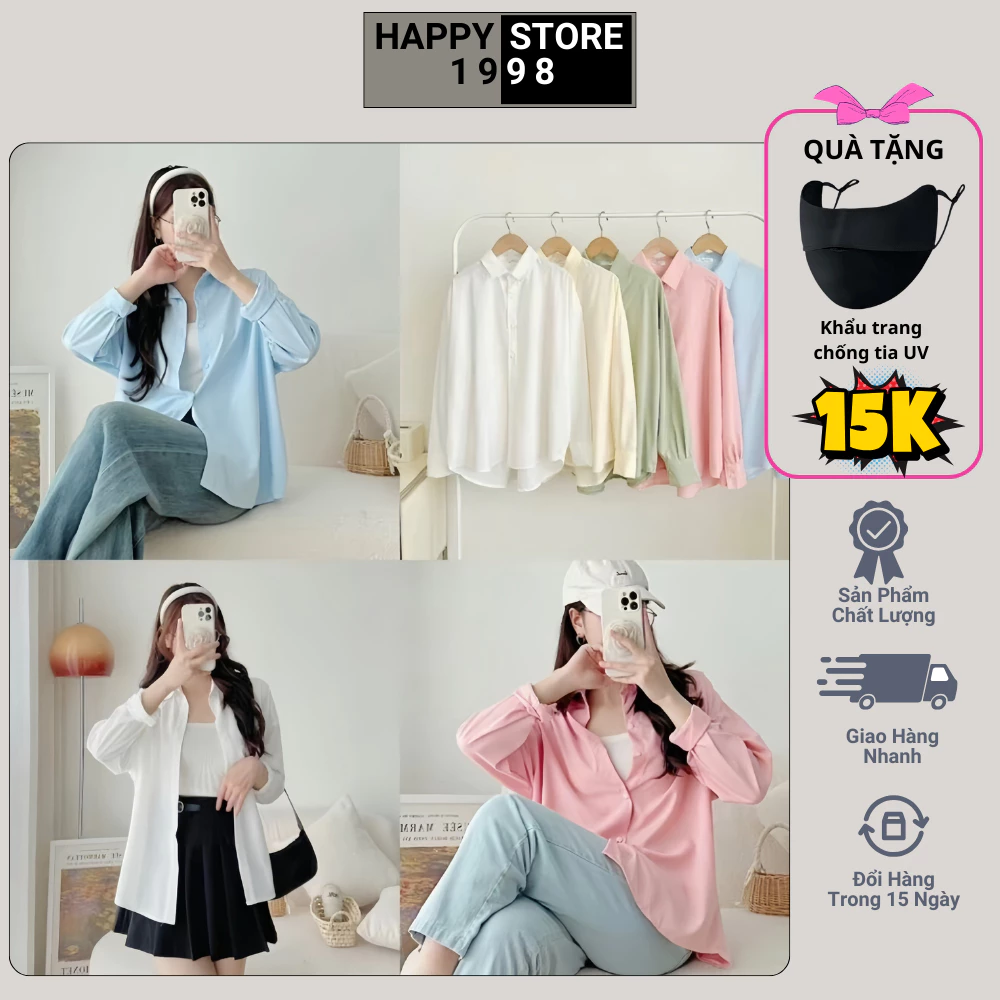 HAPPY STORE
1998
QUÀ TẶNG
Khẩu trang
chống tia UV
15K
Sản Phẩm
Chất Lượng
Giao Hàng
Nhanh
Đổi Hàng
Trong 15 Ngày